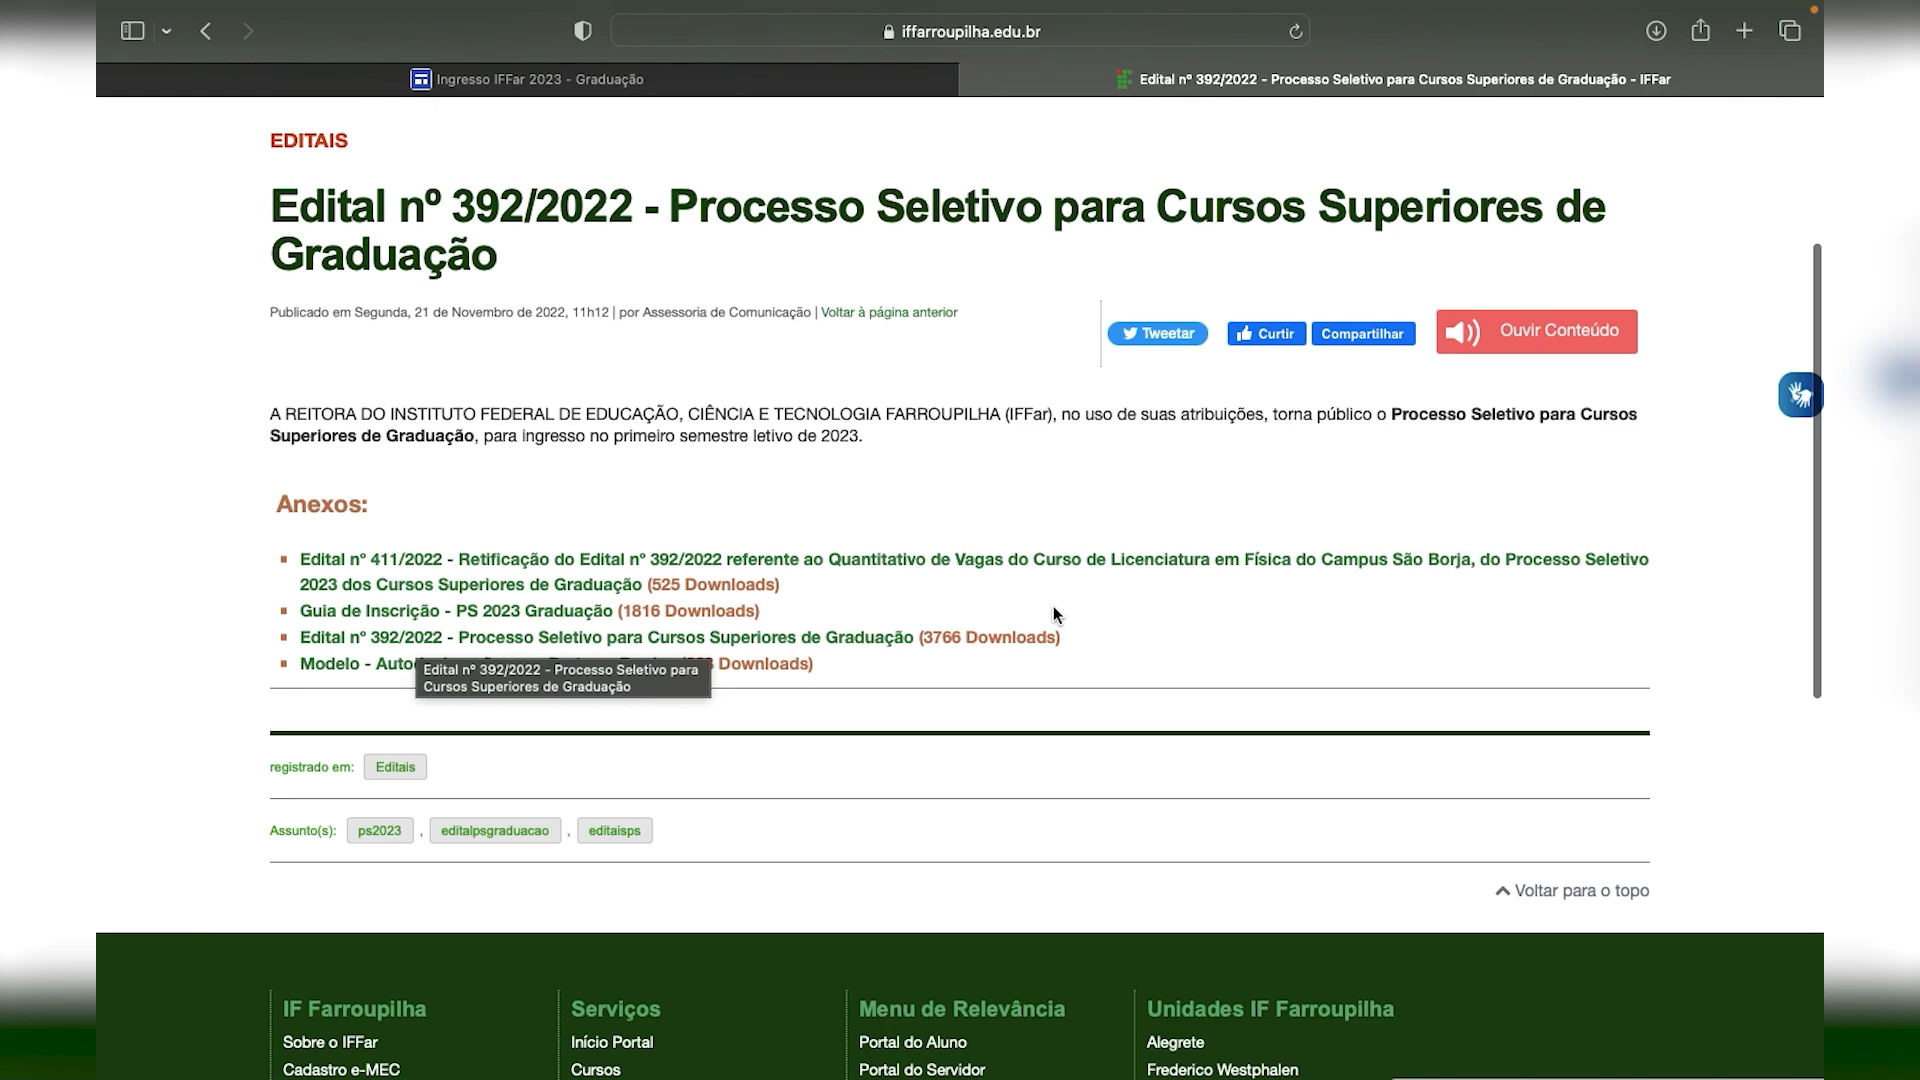 iffarroupilha.edu.br
Ingresso IFFar 2023 - Graduação
Edital nº 392/2022 - Processo Seletivo para Cursos Superiores de Graduação - IFFar
EDITAIS
Edital nº 392/2022 - Processo Seletivo para Cursos Superiores de
Graduação
Publicado em Segunda, 21 de Novembro de 2022, 11h12 | por Assessoria de Comunicação | Voltar à página anterior
Tweetar
Curtir
Compartilhar
Ouvir Conteúdo
A REITORA DO INSTITUTO FEDERAL DE EDUCAÇÃO, CIÊNCIA E TECNOLOGIA FARROUPILHA (IFFar), no uso de suas atribuições, torna público o Processo Seletivo para Cursos
Superiores de Graduação, para ingresso no primeiro semestre letivo de 2023.
Anexos:
Edital nº 411/2022 - Retificação do Edital nº 392/2022 referente ao Quantitativo de Vagas do Curso de Licenciatura em Física do Campus São Borja, do Processo Seletivo
2023 dos Cursos Superiores de Graduação (525 Downloads)
Guia de Inscrição - PS 2023 Graduação (1816 Downloads)
Edital nº 392/2022 - Processo Seletivo para Cursos Superiores de Graduação (3766 Downloads)
Modelo - Downloads)
Edital nº 392/2022 - Processo Seletivo para
Cursos Superiores de Graduação
registrado em: Editais
Assunto(s): ps2023 , editalpsgraduacao , editaisps
Voltar para o topo
IF Farroupilha
Sobre o IFFar
Cadastro e-MEC
Serviços
Início Portal
Cursos
Menu de Relevância
Portal do Aluno
Portal do Servidor
Unidades IF Farroupilha
Alegrete
Frederico Westphalen